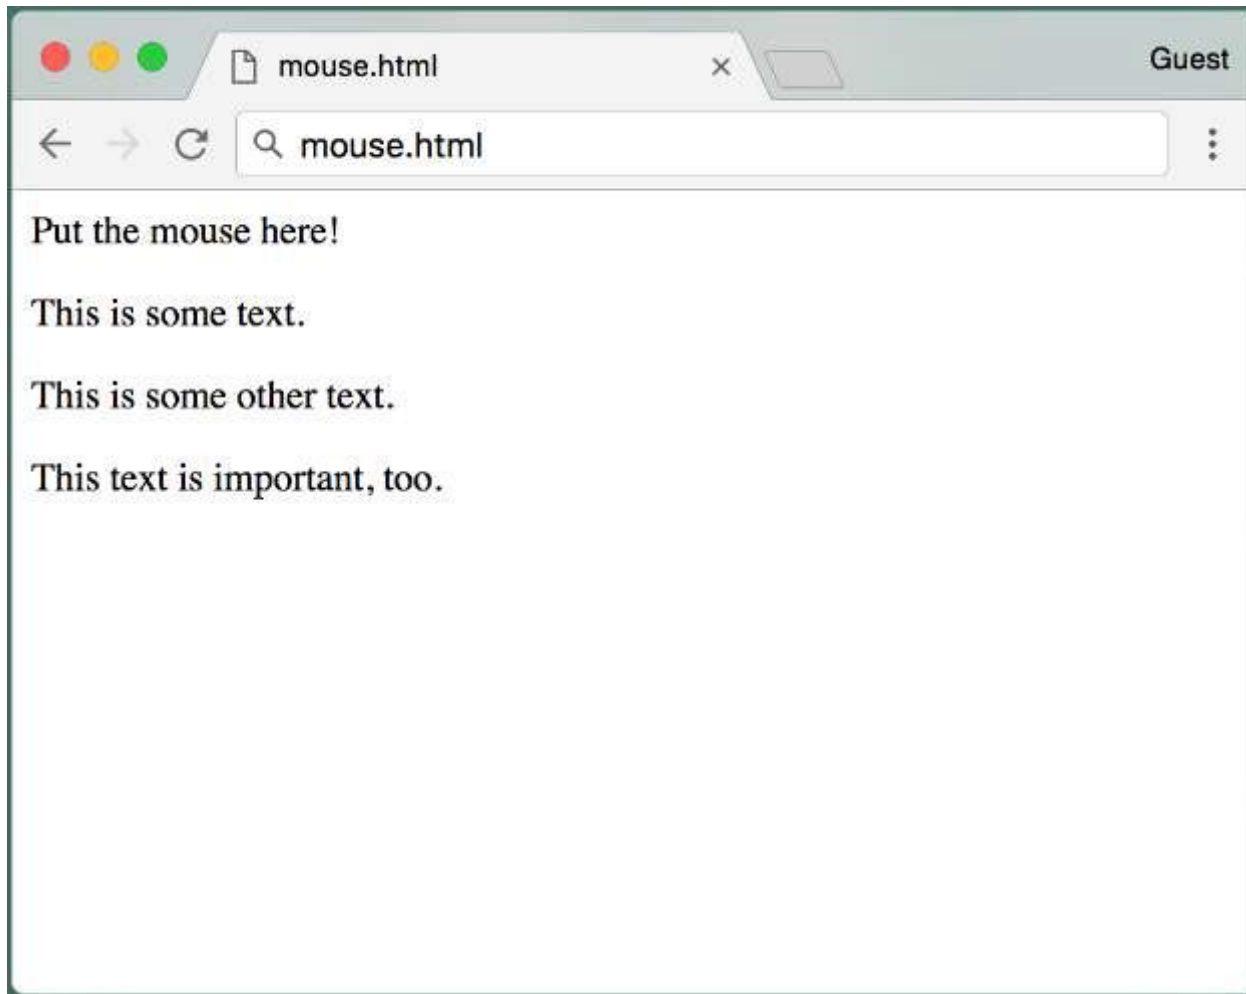 mouse.html
Guest
mouse.html
Put the mouse here!
This is some text.
This is some other text.
This text is important, too.